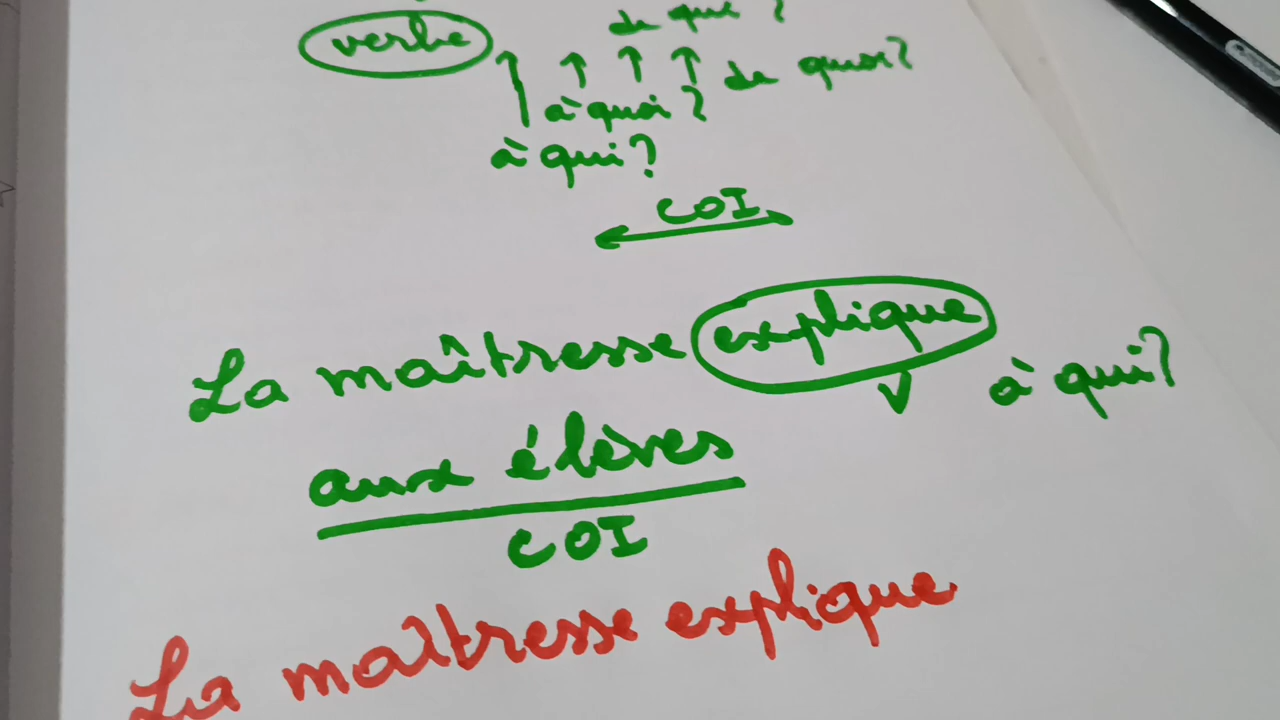 de qui ?
verbe
de quoi ?
à quoi ?
à qui ?
COI
La maîtresse explique
à qui ?
aux élèves
COI
La maîtresse explique